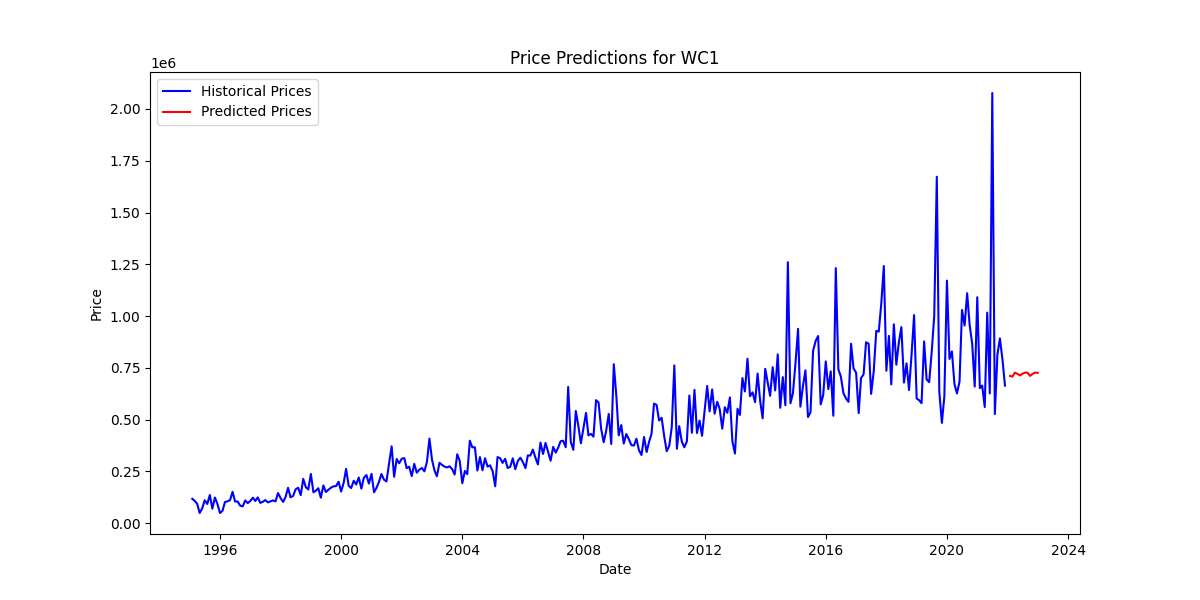 Price Predictions for WC1
1e6
Historical Prices
Predicted Prices
2.00
1.75
1.50
1.25
1.00
0.75
0.50
0.25
0.00
Price
1996 2000 2004 2008 2012 2016 2020 2024
Date